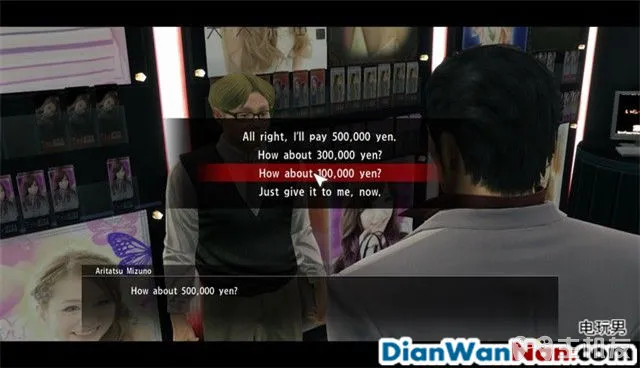 All right, I'll pay 500,000 yen.
How about 300,000 yen?
How about 100,000 yen?
Just give it to me, now.
Aritatsu Mizuno
How about 500,000 yen?
电玩男
DianWanNan.com